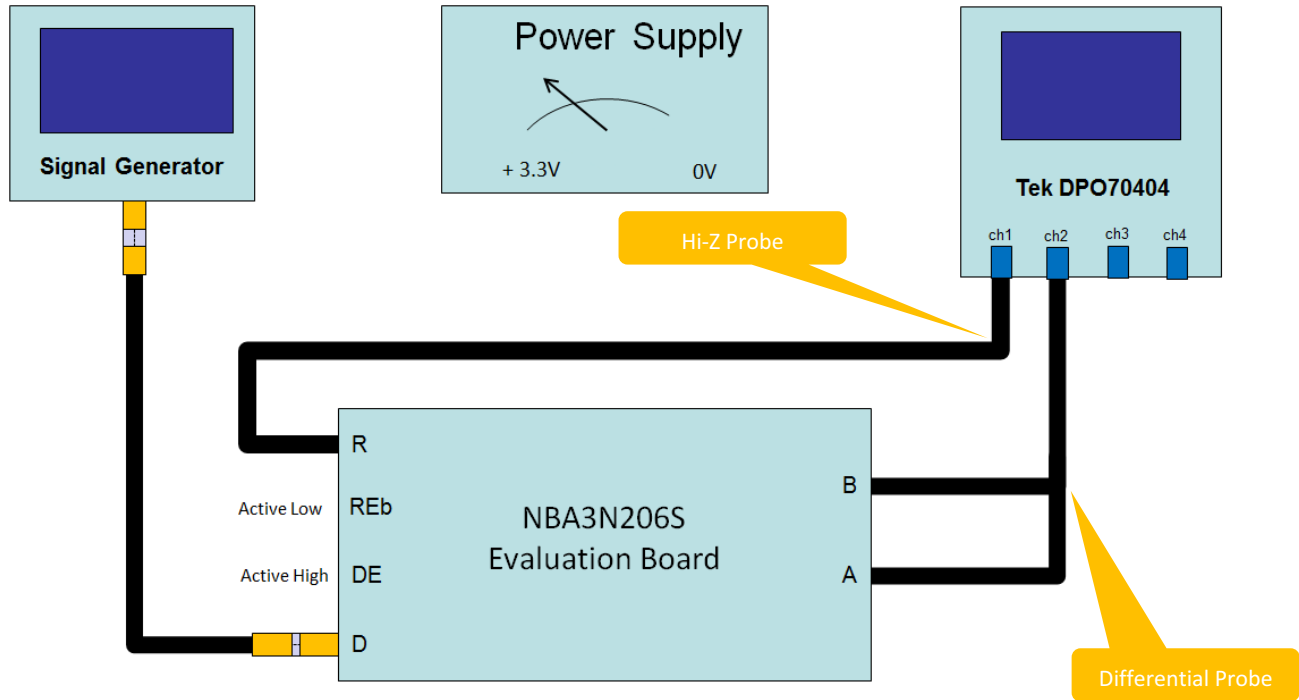 Signal Generator
Power Supply
+ 3.3V
0V
Tek DPO70404
ch1
ch2
ch3
ch4
Hi-Z Probe
R
Active Low
REb
Active High
DE
D
NBA3N206S
Evaluation Board
B
A
Differential Probe